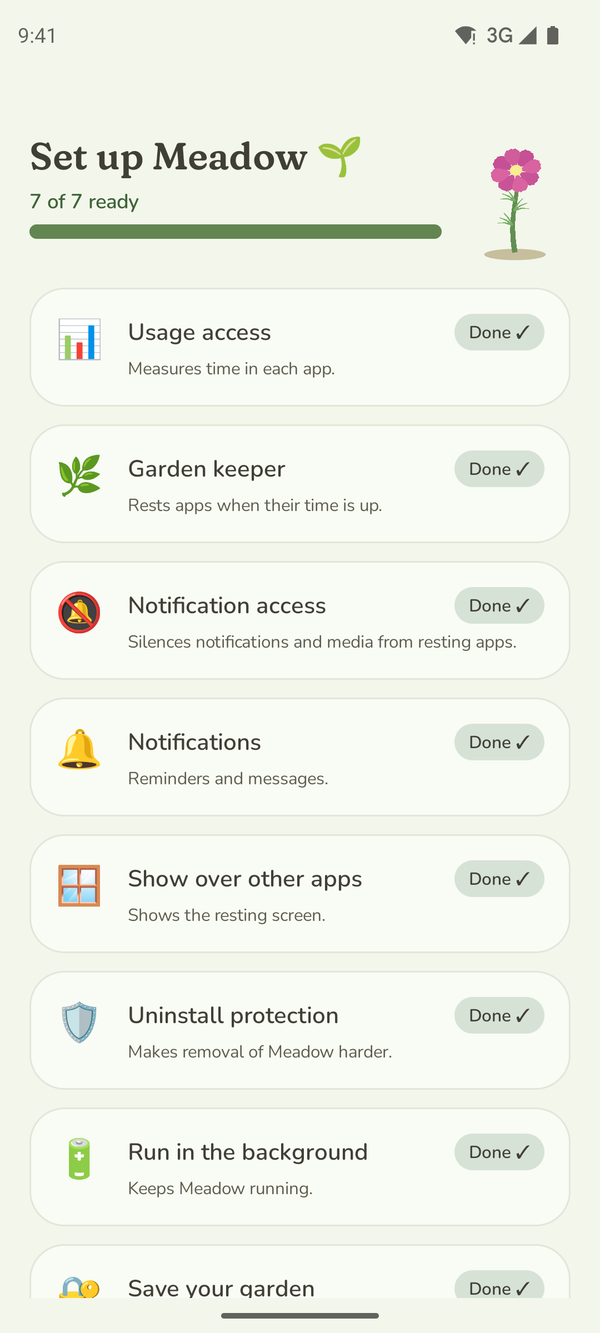 9:41
3G
Set up Meadow 🌱
7 of 7 ready
Usage access
Done ✓
Measures time in each app.
Garden keeper
Done ✓
Rests apps when their time is up.
Notification access
Done ✓
Silences notifications and media from resting apps.
Notifications
Done ✓
Reminders and messages.
Show over other apps
Done ✓
Shows the resting screen.
Uninstall protection
Done ✓
Makes removal of Meadow harder.
Run in the background
Done ✓
Keeps Meadow running.
Save your garden
Done ✓